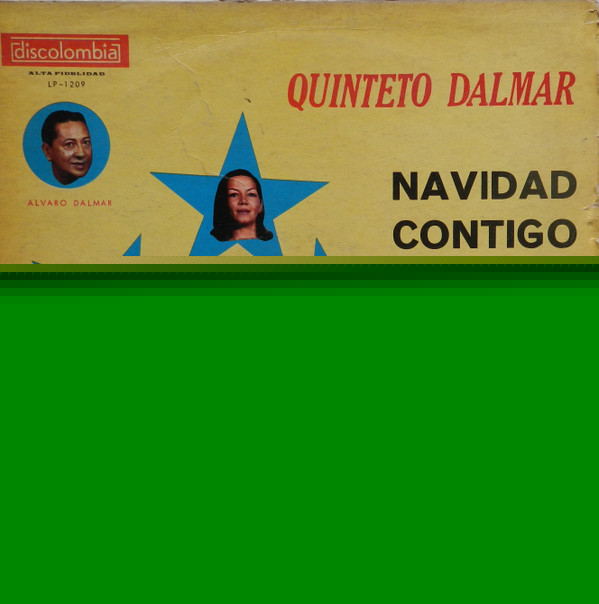 discolombia
ALTA FIDELIDAD
LP-1209
QUINTETO DALMAR
ALVARO DALMAR
NAVIDAD
CONTIGO